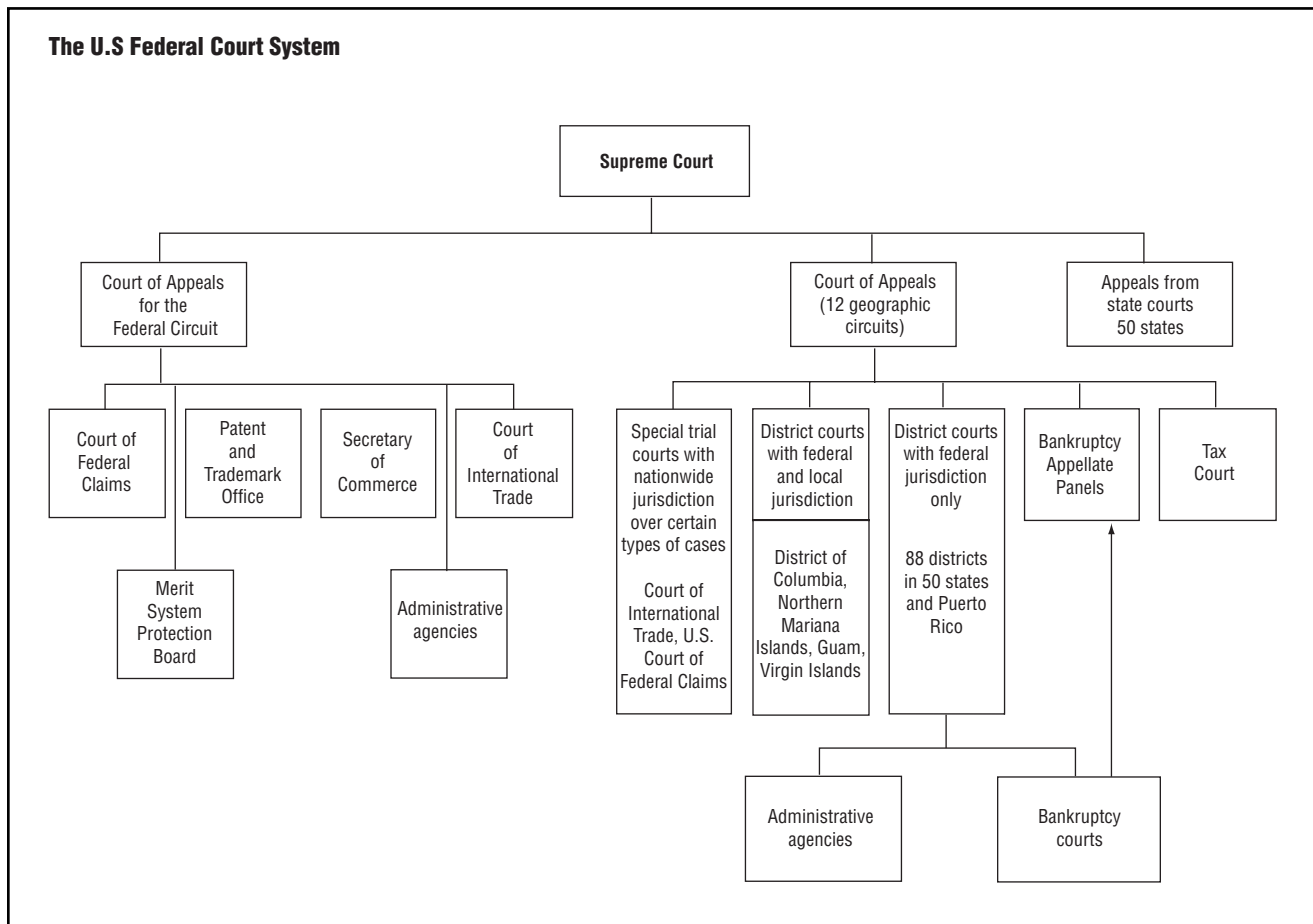 The U.S Federal Court System
Supreme Court
Court of Appeals
for the
Federal Circuit
Court of Appeals
(12 geographic
circuits)
Appeals from
state courts
50 states
Court of
Federal
Claims
Patent
and
Trademark
Office
Secretary
of
Commerce
Court
of
International
Trade
Merit
System
Protection
Board
Administrative
agencies
Special trial
courts with
nationwide
jurisdiction
over certain
types of cases
Court of
International
Trade, U.S.
Court of
Federal Claims
District courts
with federal
and local
jurisdiction
District of
Columbia,
Northern
Mariana
Islands, Guam,
Virgin Islands
District courts
with federal
jurisdiction
only
88 districts
in 50 states
and Puerto
Rico
Bankruptcy
Appellate
Panels
Tax
Court
Administrative
agencies
Bankruptcy
courts